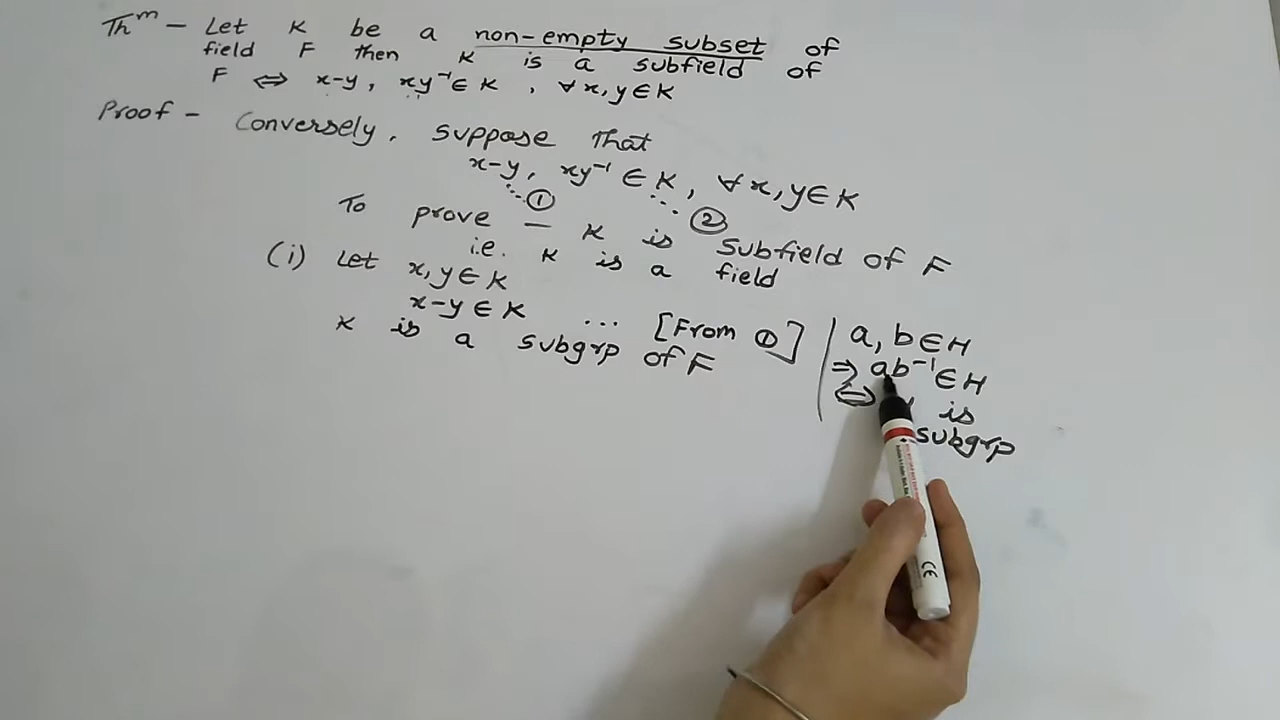 Thᵐ - Let K be a non-empty subset of
field F then K is a subfield of
F ⇔ x-y, xy⁻¹ ∈ K, ∀ x, y ∈ K
Proof - Conversely, suppose that
x-y, xy⁻¹ ∈ K, ∀ x, y ∈ K
... ① ... ②
To prove - K is Subfield of F
i.e. K is a field
(i) Let x, y ∈ K
x-y ∈ K ... [From ①]
K is a subgrp of F
a, b ∈ H
⇒ ab⁻¹ ∈ H
⇔ is
subgrp
CE